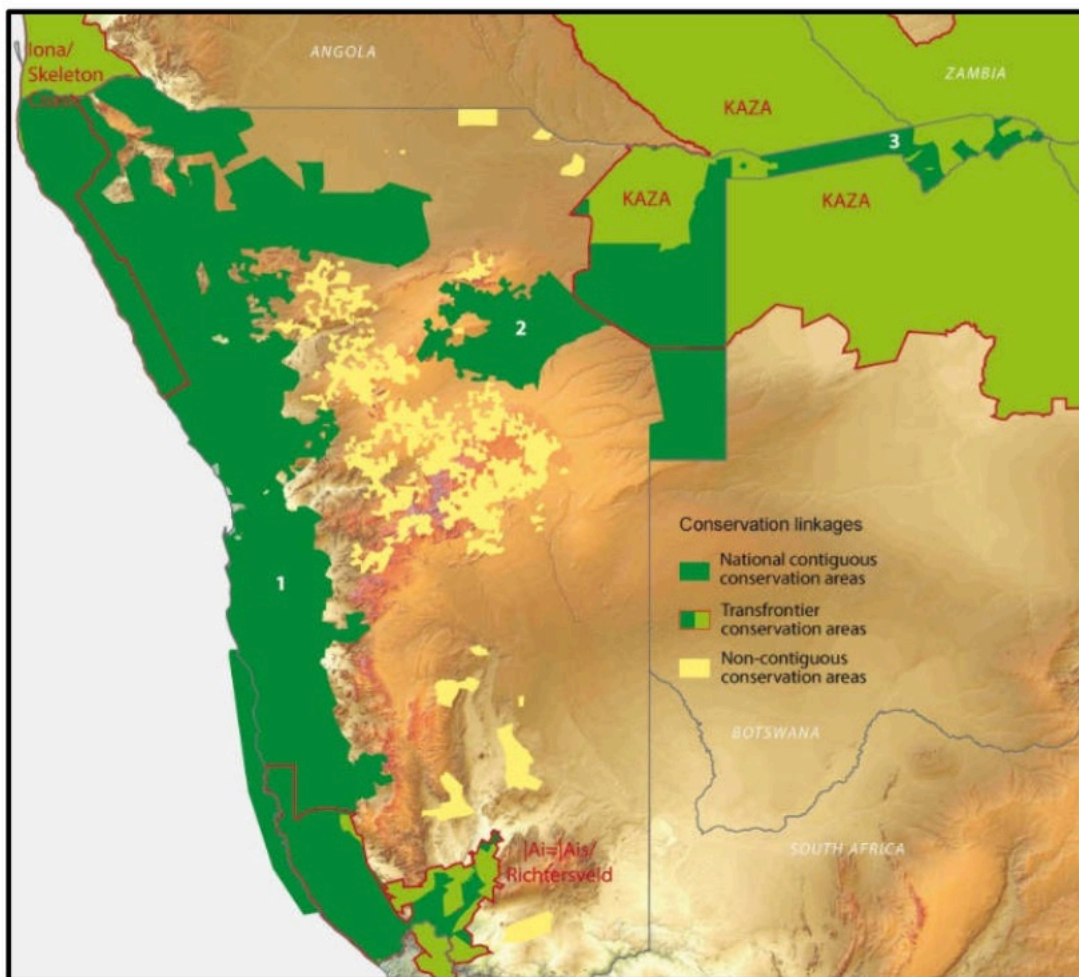 Iona/
Skeleton
Coast
ANGOLA
ZAMBIA
KAZA
3
KAZA
KAZA
2
1
Conservation linkages
National contiguous
conservation areas
Transfrontier
conservation areas
Non-contiguous
conservation areas
BOTSWANA
|Ai=|Ais/
Richtersveld
SOUTH AFRICA